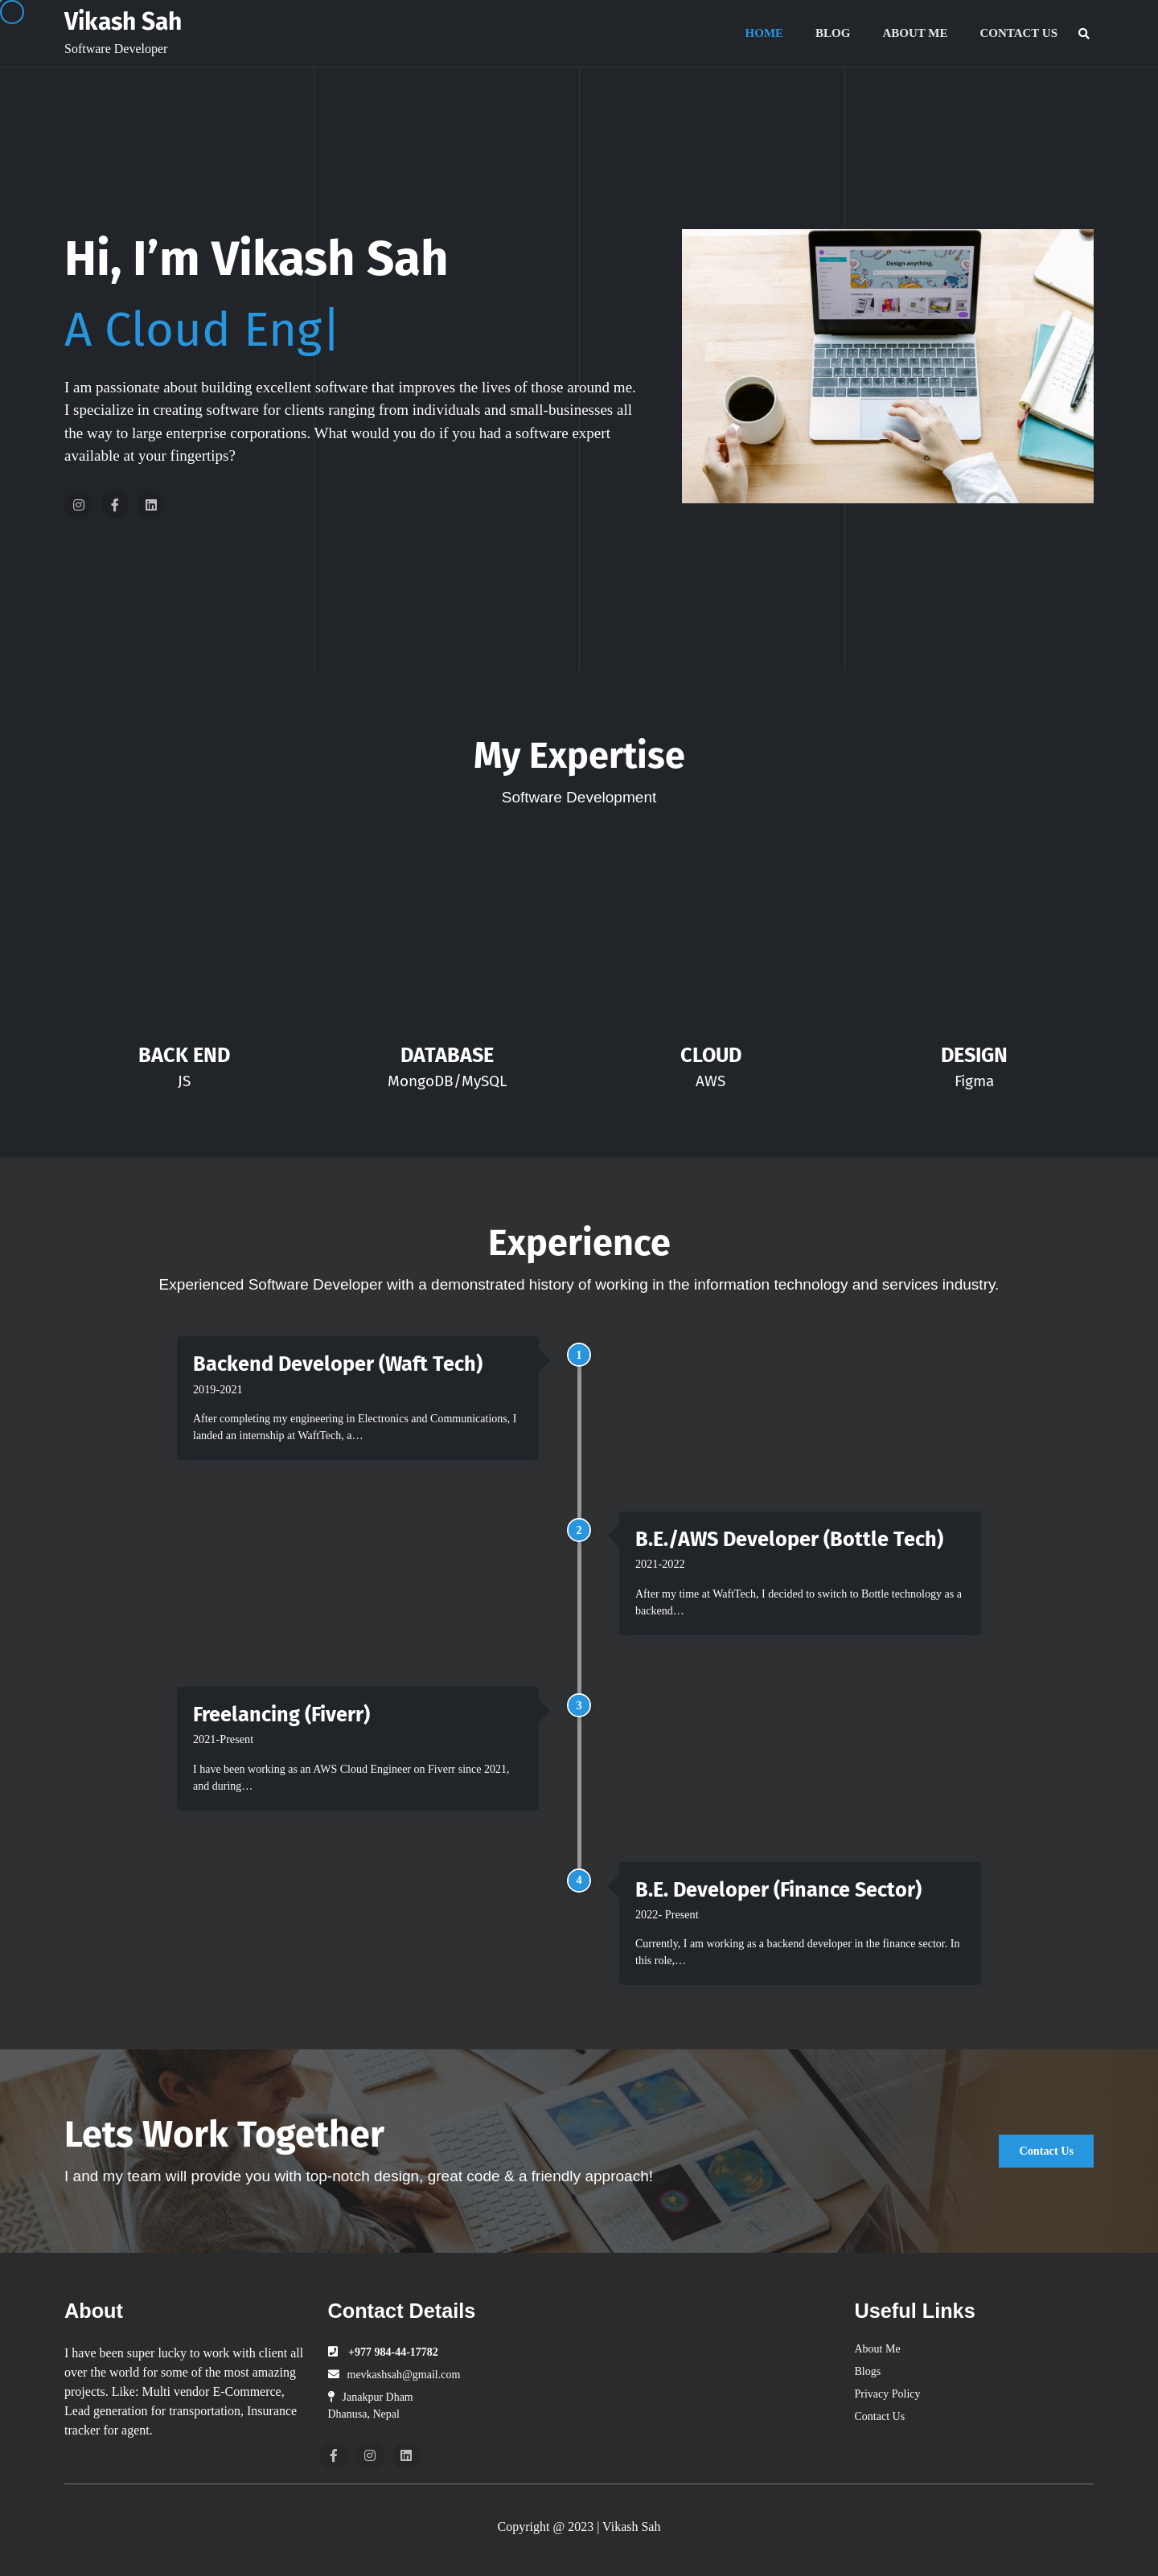 Vikash Sah
Software Developer
HOME
BLOG
ABOUT ME
CONTACT US
Hi, I’m Vikash Sah
A Cloud Eng|
I am passionate about building excellent software that improves the lives of those around me.
I specialize in creating software for clients ranging from individuals and small-businesses all
the way to large enterprise corporations. What would you do if you had a software expert
available at your fingertips?
Design anything.
My Expertise
Software Development
BACK END
JS
DATABASE
MongoDB/MySQL
CLOUD
AWS
DESIGN
Figma
Experience
Experienced Software Developer with a demonstrated history of working in the information technology and services industry.
1
Backend Developer (Waft Tech)
2019-2021
After completing my engineering in Electronics and Communications, I
landed an internship at WaftTech, a…
2
B.E./AWS Developer (Bottle Tech)
2021-2022
After my time at WaftTech, I decided to switch to Bottle technology as a
backend…
3
Freelancing (Fiverr)
2021-Present
I have been working as an AWS Cloud Engineer on Fiverr since 2021,
and during…
4
B.E. Developer (Finance Sector)
2022- Present
Currently, I am working as a backend developer in the finance sector. In
this role,…
Lets Work Together
I and my team will provide you with top-notch design, great code & a friendly approach!
Contact Us
About
I have been super lucky to work with client all
over the world for some of the most amazing
projects. Like: Multi vendor E-Commerce,
Lead generation for transportation, Insurance
tracker for agent.
Contact Details
+977 984-44-17782
mevkashsah@gmail.com
Janakpur Dham
Dhanusa, Nepal
Useful Links
About Me
Blogs
Privacy Policy
Contact Us
Copyright @ 2023 | Vikash Sah